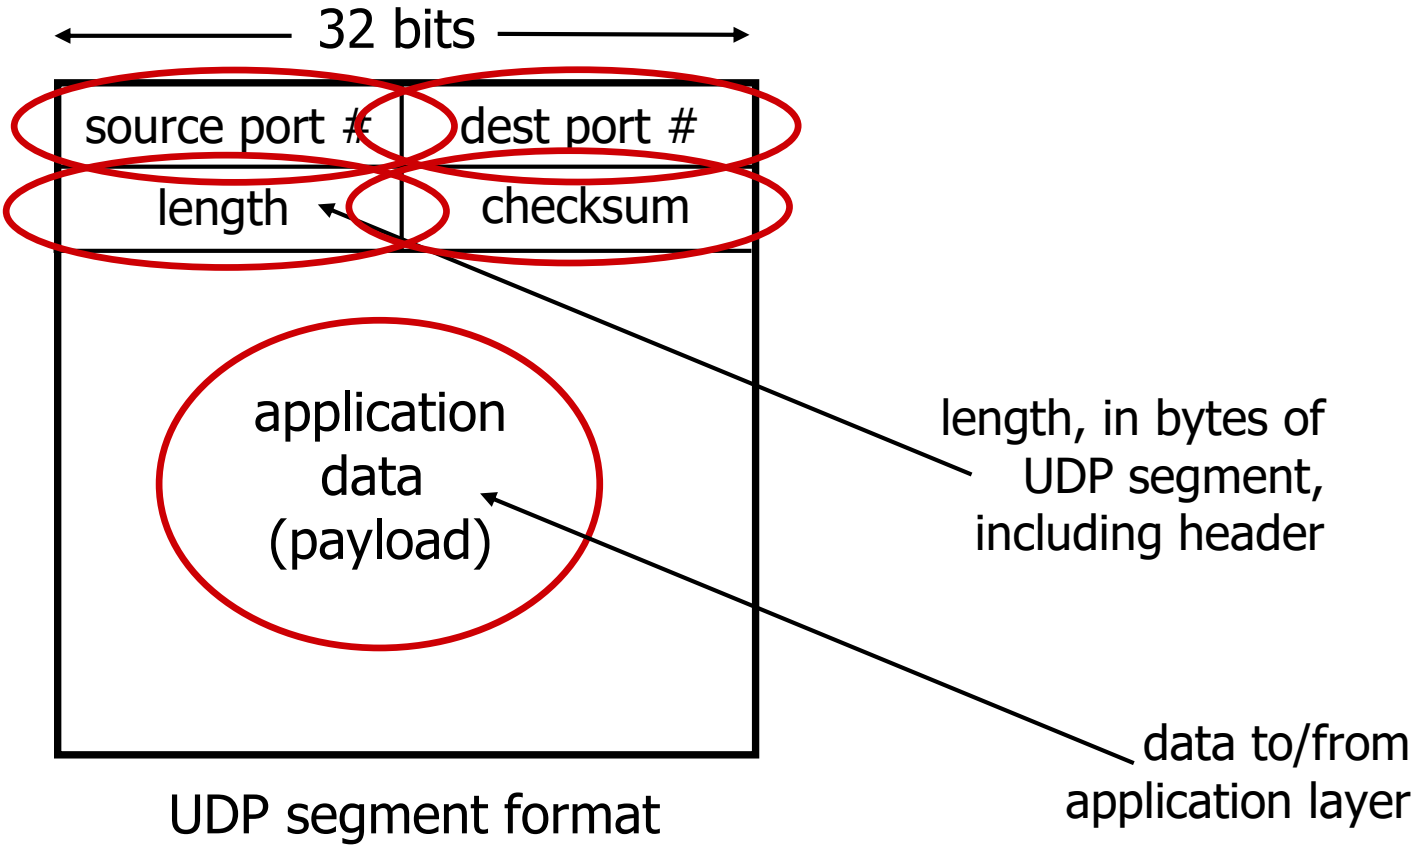 32 bits
source port #
dest port #
length
checksum
application
data
(payload)
length, in bytes of
UDP segment,
including header
data to/from
application layer
UDP segment format